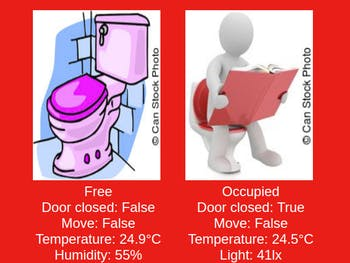 © Can Stock Photo
© Can Stock Photo
Free
Door closed: False
Move: False
Temperature: 24.9°C
Humidity: 55%
Occupied
Door closed: True
Move: False
Temperature: 24.5°C
Light: 41lx